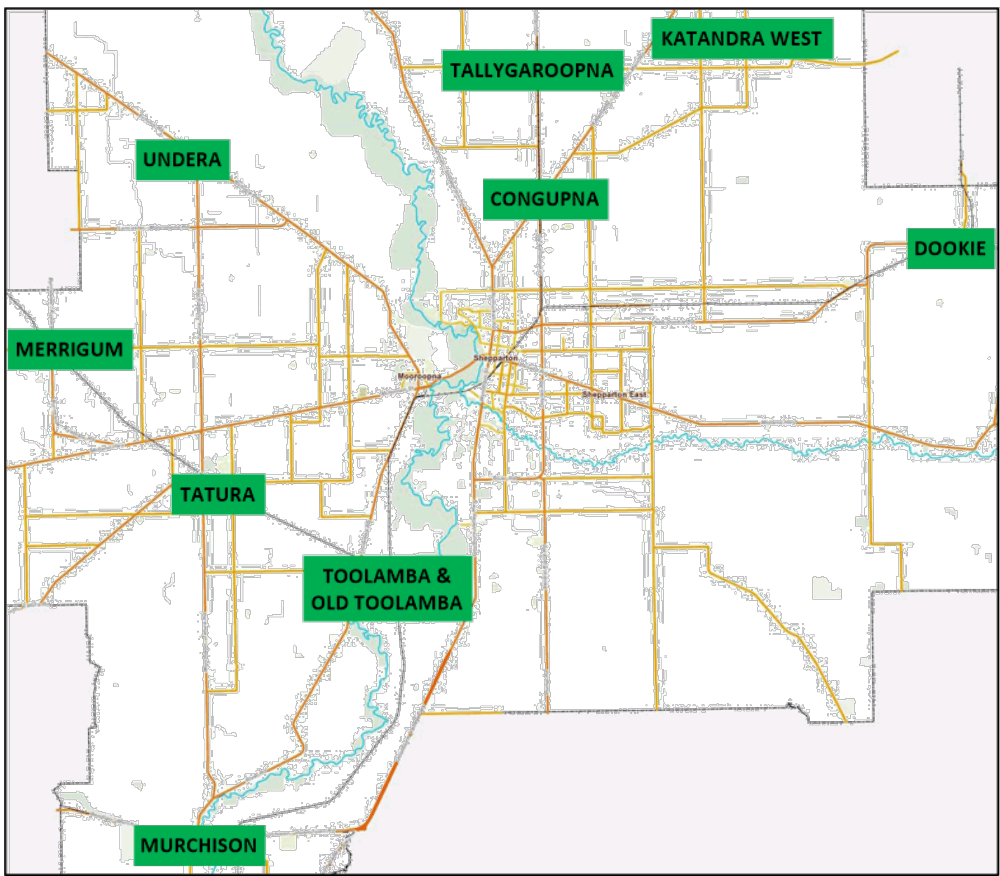 KATANDRA WEST
TALLYGAROOPNA
UNDERA
CONGUPNA
DOOKIE
MERRIGUM
Shepparton
Mooroopna
Shepparton East
TATURA
TOOLAMBA &
OLD TOOLAMBA
MURCHISON